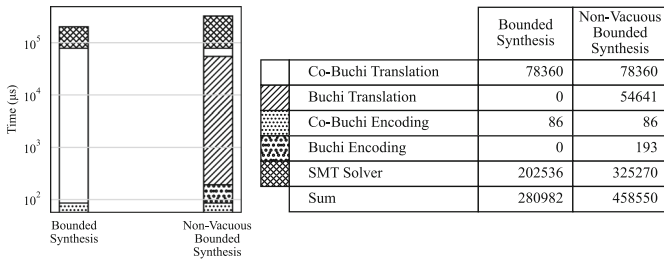 Time (μs)
10^5
10^4
10^3
10^2
Bounded
Synthesis
Non-Vacuous
Bounded
Synthesis
Bounded
Synthesis
Non-Vacuous
Bounded
Synthesis
Co-Buchi Translation 78360 78360
Buchi Translation 0 54641
Co-Buchi Encoding 86 86
Buchi Encoding 0 193
SMT Solver 202536 325270
Sum 280982 458550